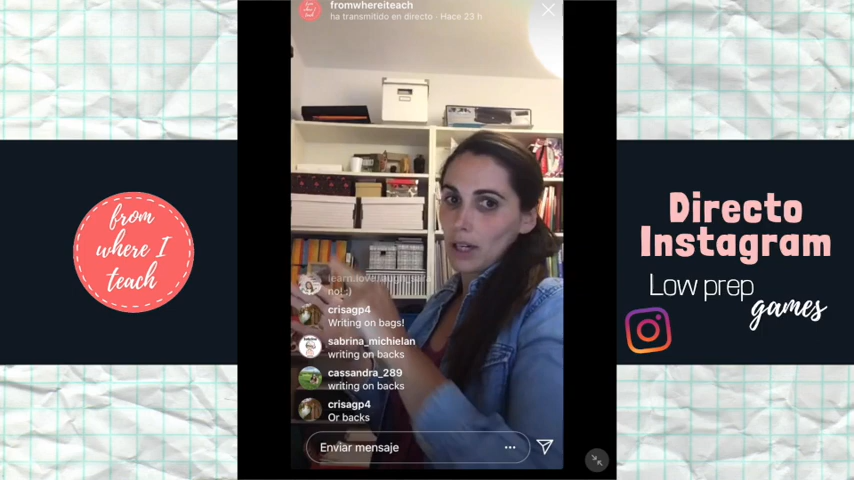 from
where I
teach
fromwhereiteach
ha transmitido en directo · Hace 23 h
no! :)
crisagp4
Writing on bags!
sabrina_michielan
writing on backs
cassandra_289
writing on backs
crisagp4
Or backs
Enviar mensaje
Directo
Instagram
Low prep
games